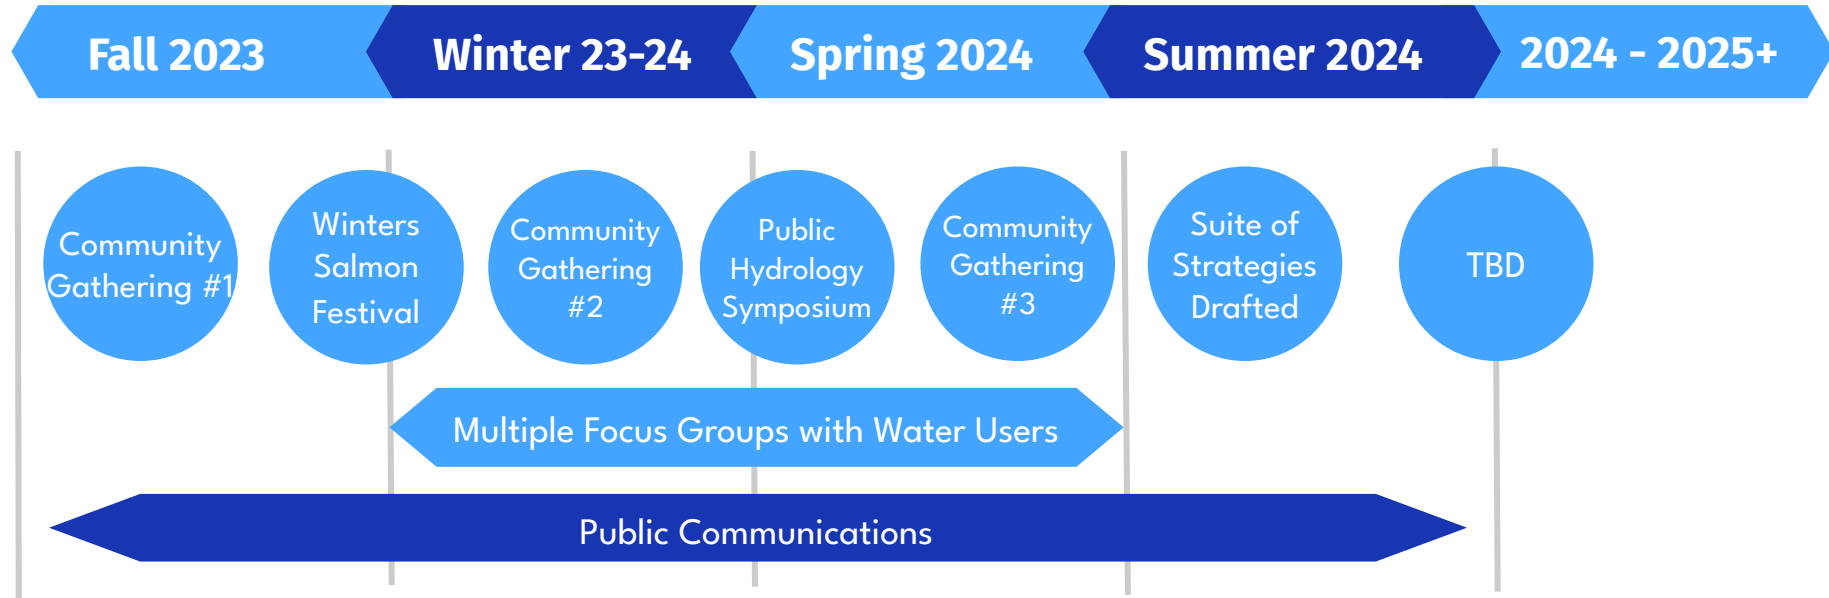 Fall 2023
Winter 23-24
Spring 2024
Summer 2024
2024 - 2025+
Community
Gathering #1
Winters
Salmon
Festival
Community
Gathering
#2
Public
Hydrology
Symposium
Community
Gathering
#3
Suite of
Strategies
Drafted
TBD
Multiple Focus Groups with Water Users
Public Communications